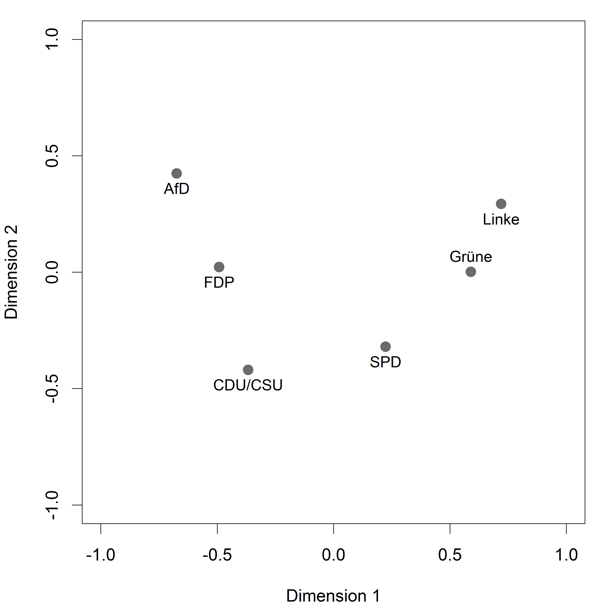 1.0
0.5
0.0
-0.5
-1.0
Dimension 2
AfD
Linke
Grüne
FDP
SPD
CDU/CSU
-1.0 -0.5 0.0 0.5 1.0
Dimension 1